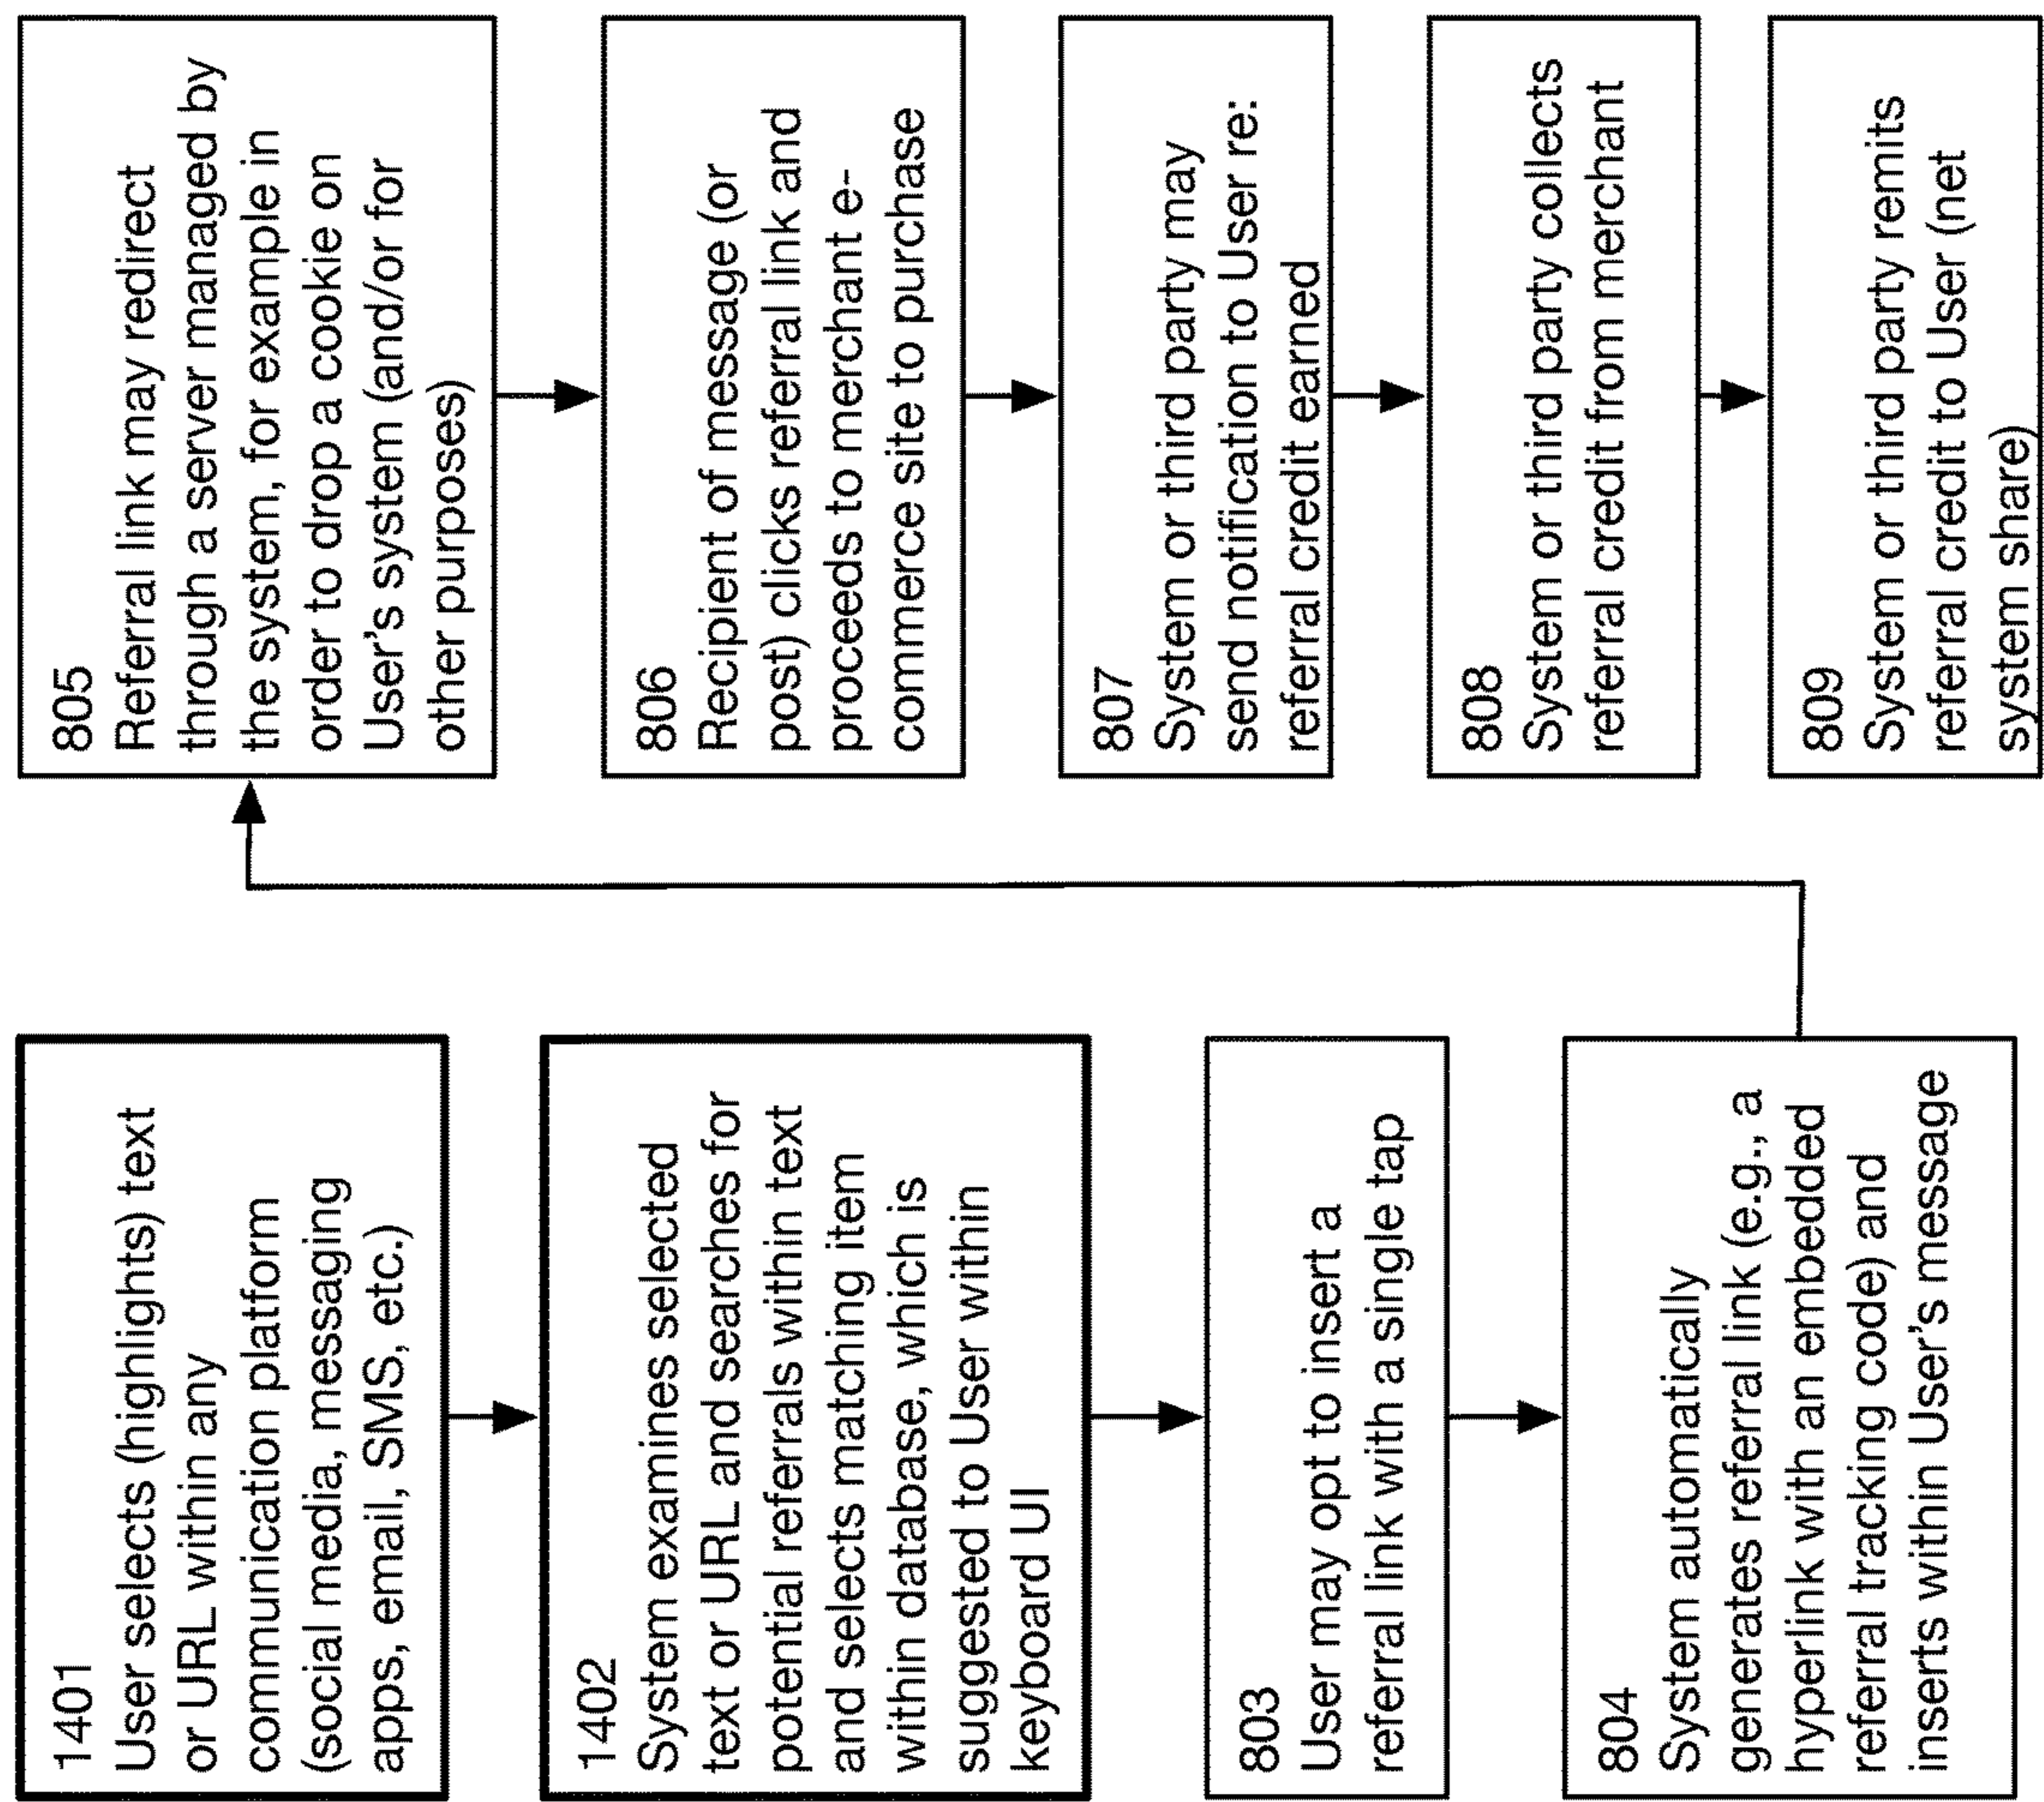 1401
User selects (highlights) text
or URL within any
communication platform
(social media, messaging
apps, email, SMS, etc.)
1402
System examines selected
text or URL and searches for
potential referrals within text
and selects matching item
within database, which is
suggested to User within
keyboard UI
803
User may opt to insert a
referral link with a single tap
804
System automatically
generates referral link (e.g., a
hyperlink with an embedded
referral tracking code) and
inserts within User's message
805
Referral link may redirect
through a server managed by
the system, for example in
order to drop a cookie on
User's system (and/or for
other purposes)
806
Recipient of message (or
post) clicks referral link and
proceeds to merchant e-
commerce site to purchase
807
System or third party may
send notification to User re:
referral credit earned
808
System or third party collects
referral credit from merchant
809
System or third party remits
referral credit to User (net
system share)